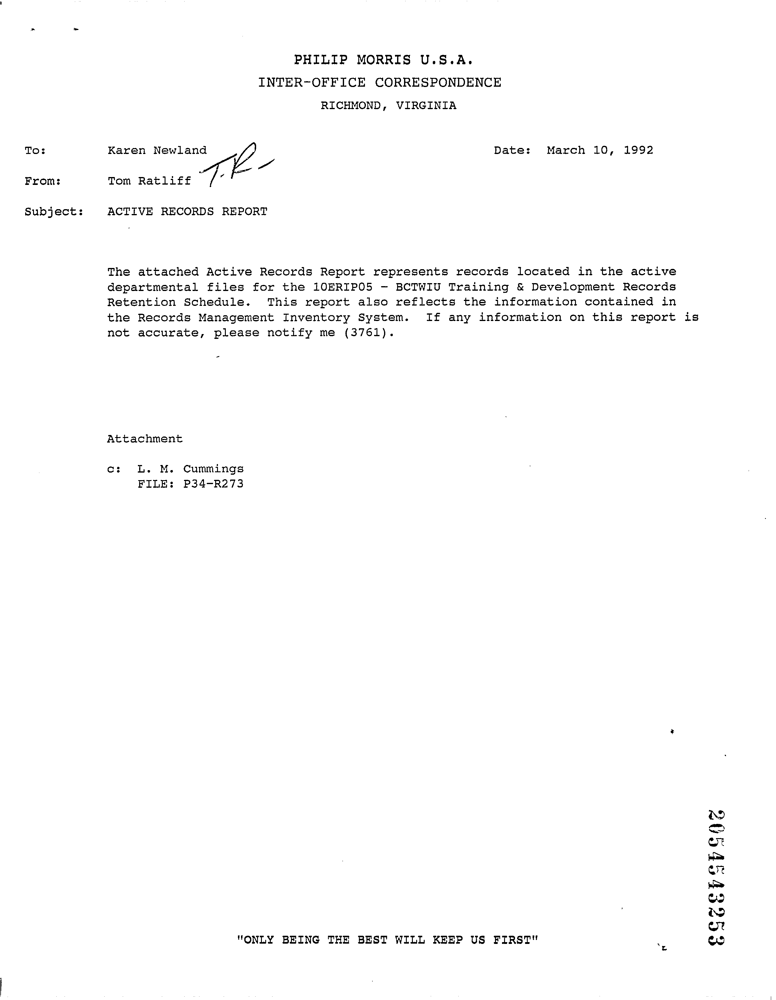 PHILIP MORRIS U.S.A.
INTER-OFFICE CORRESPONDENCE
RICHMOND, VIRGINIA
To: Karen Newland Date: March 10, 1992
T.R.
From: Tom Ratliff
Subject: ACTIVE RECORDS REPORT
The attached Active Records Report represents records located in the active
departmental files for the 10ERIP05 - BCTWIU Training & Development Records
Retention Schedule. This report also reflects the information contained in
the Records Management Inventory System. If any information on this report is
not accurate, please notify me (3761).
Attachment
c: L. M. Cummings
FILE: P34-R273
2054543253
"ONLY BEING THE BEST WILL KEEP US FIRST"